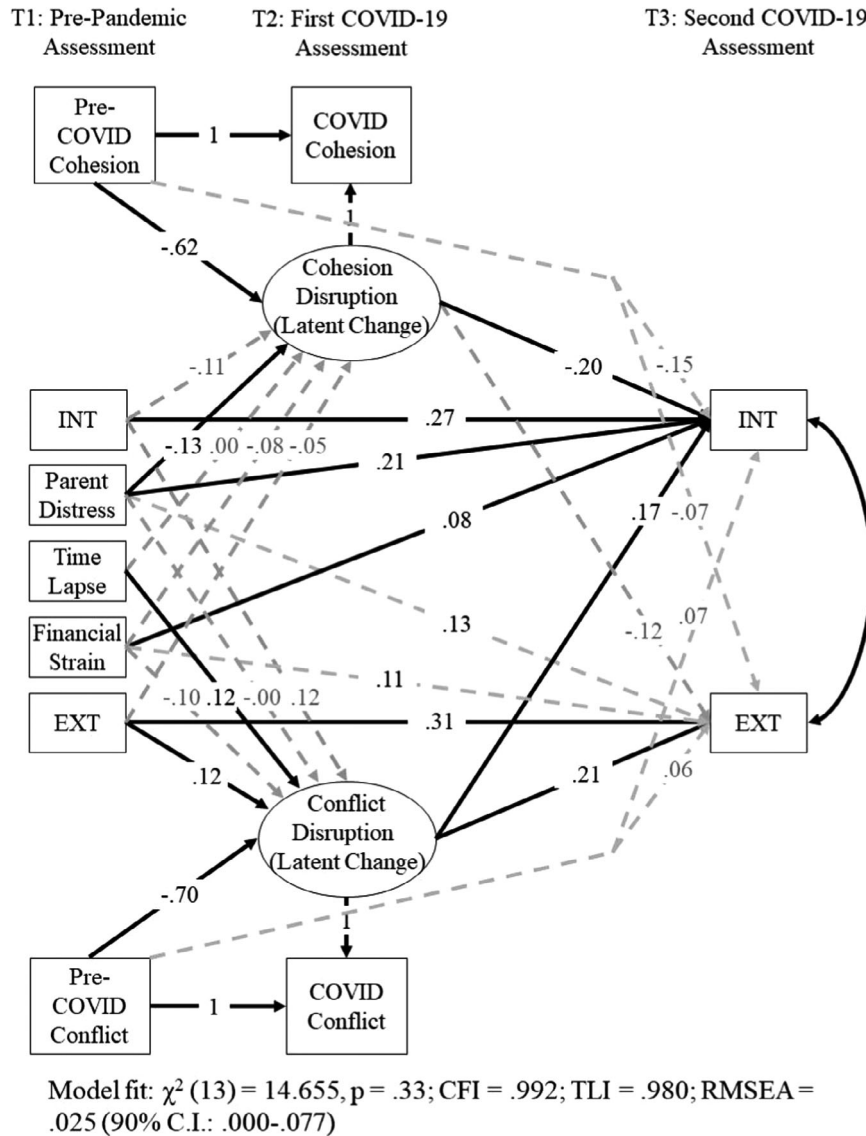 T1: Pre-Pandemic
Assessment
T2: First COVID-19
Assessment
T3: Second COVID-19
Assessment
Pre-
COVID
Cohesion
1
COVID
Cohesion
1
-.62
Cohesion
Disruption
(Latent Change)
-.11
-.20
-.15
INT
.27
INT
-.13 .00 -.08 -.05
.21
Parent
Distress
.08
.17 -.07
Time
Lapse
.13
-.12
.07
Financial
Strain
.11
-.10 .12 -.00 .12
EXT
.31
EXT
.12
.21
.06
Conflict
Disruption
(Latent Change)
-.70
1
Pre-
COVID
Conflict
1
COVID
Conflict
Model fit: χ² (13) = 14.655, p = .33; CFI = .992; TLI = .980; RMSEA =
.025 (90% C.I.: .000-.077)